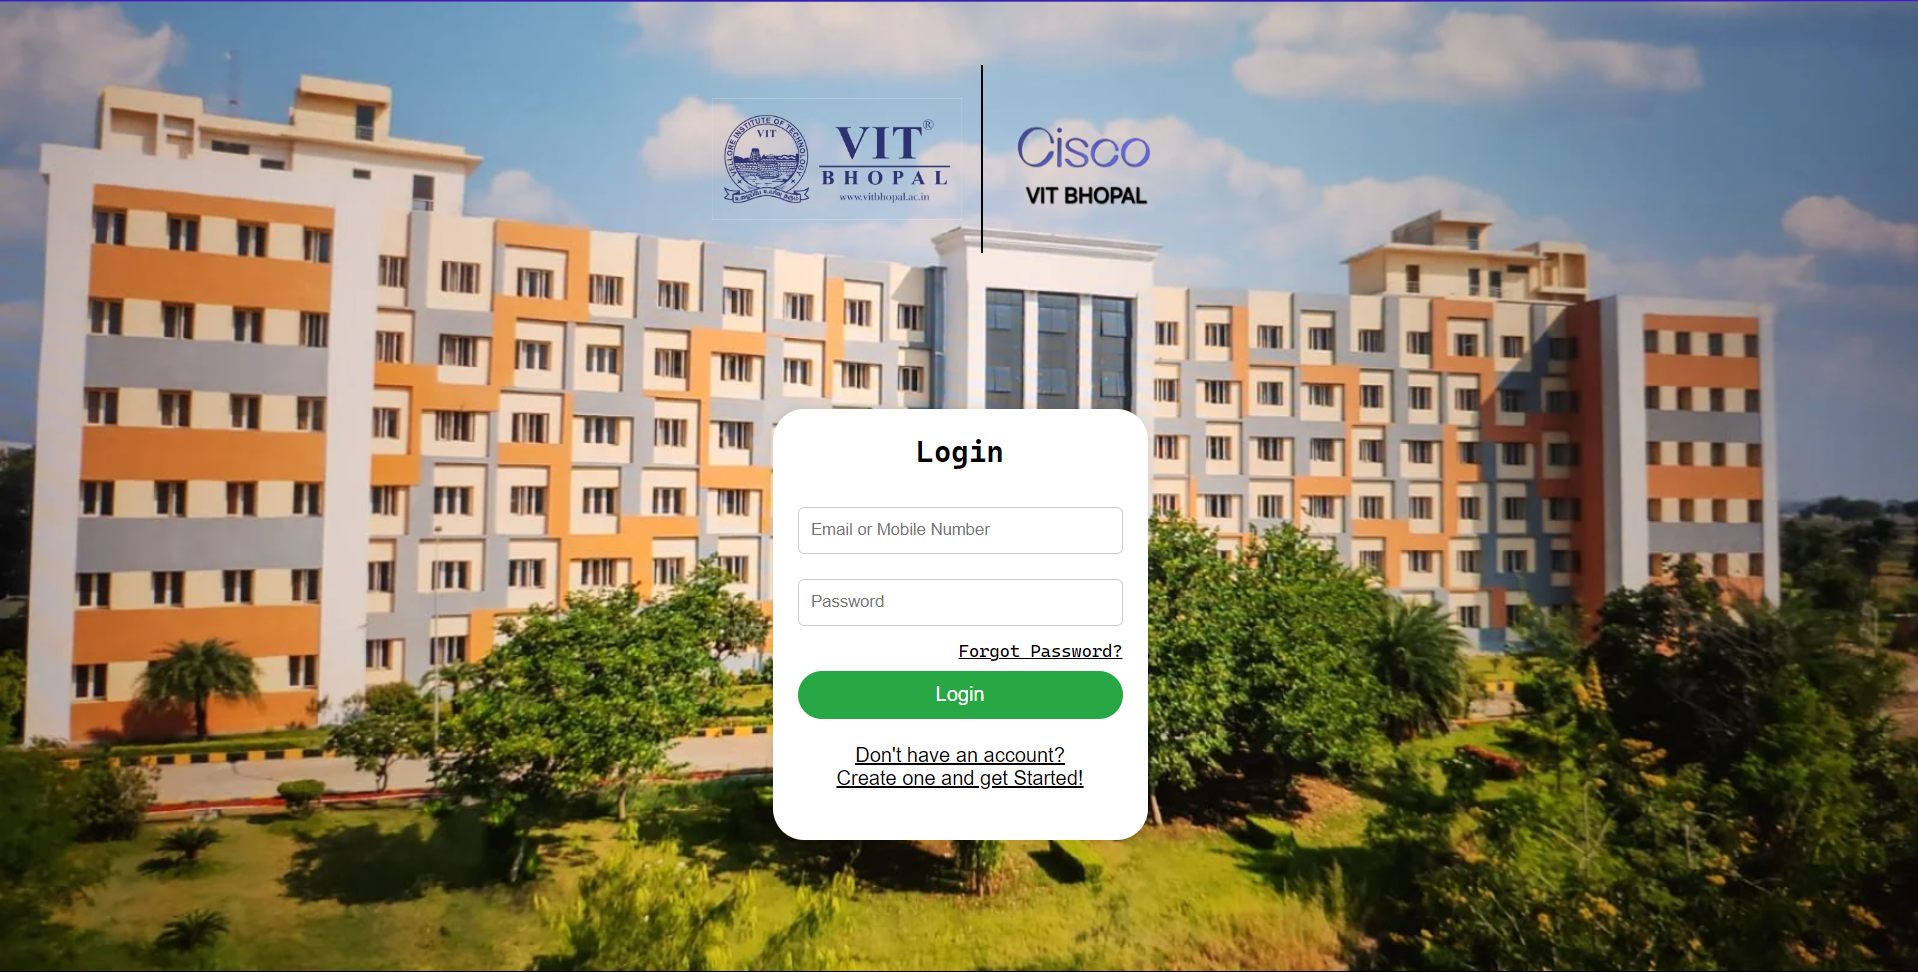 VELLORE INSTITUTE OF TECHNOLOGY
VIT
VIT®
BHOPAL
www.vitbhopal.ac.in
Cisco
VIT BHOPAL
Login
Email or Mobile Number
Password
Forgot Password?
Login
Don't have an account?
Create one and get Started!